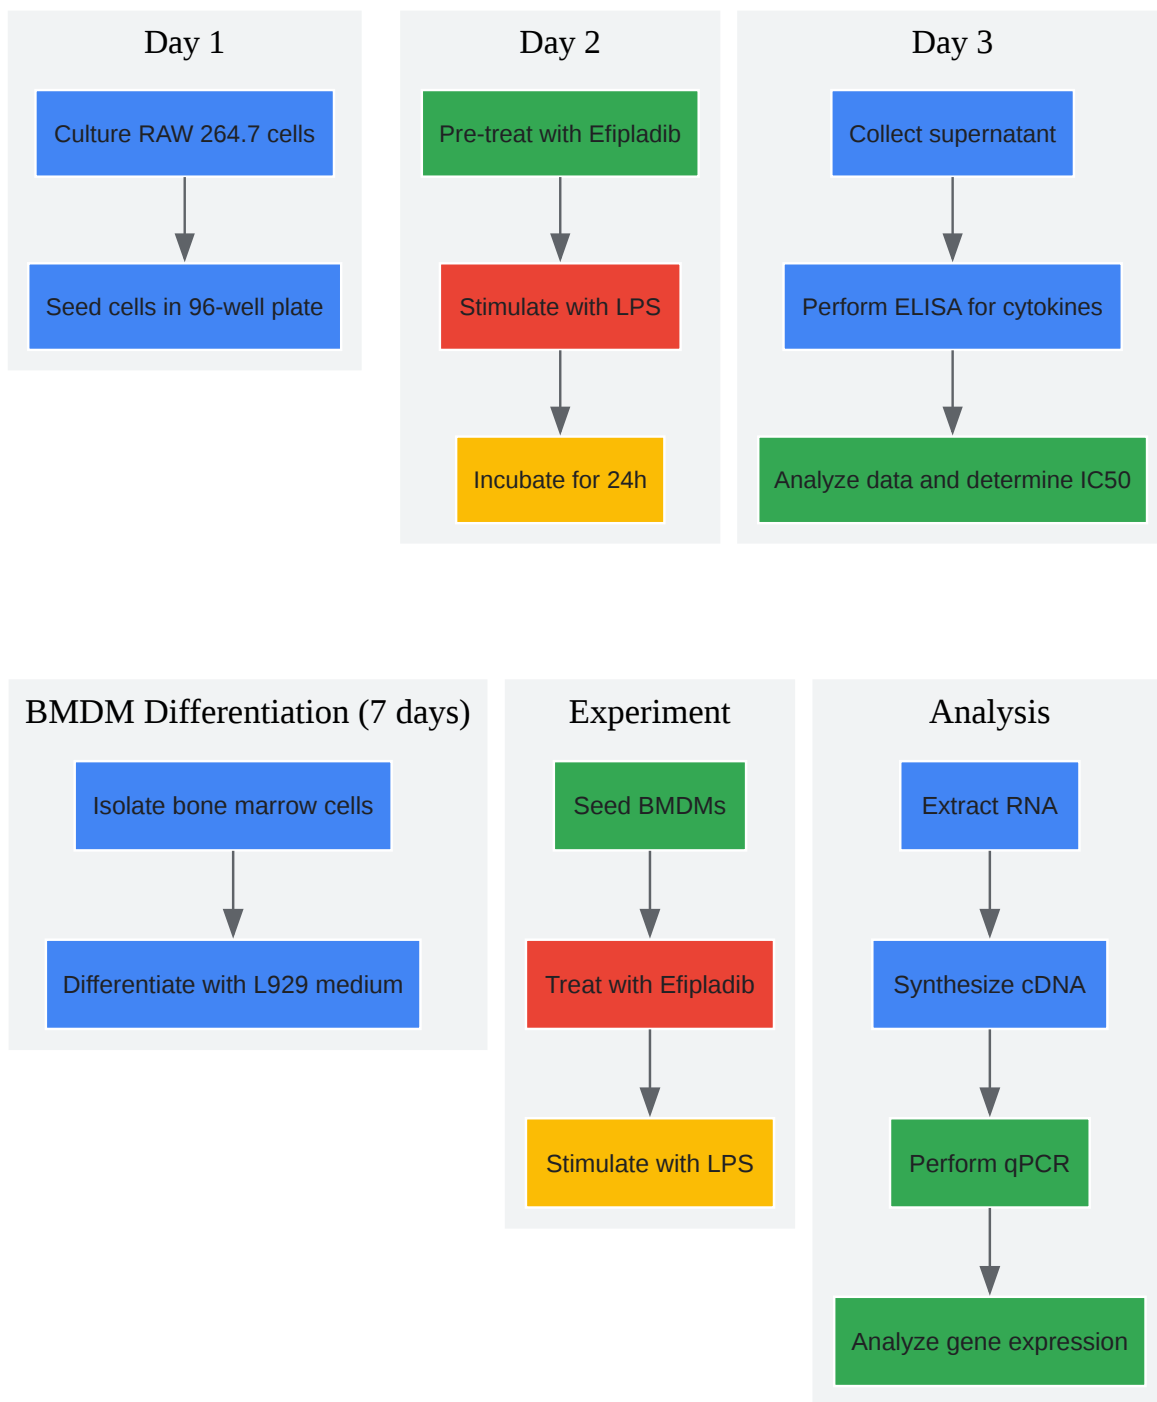 Day 1
Culture RAW 264.7 cells
Seed cells in 96-well plate
Day 2
Pre-treat with Efipladib
Stimulate with LPS
Incubate for 24h
Day 3
Collect supernatant
Perform ELISA for cytokines
Analyze data and determine IC50
BMDM Differentiation (7 days)
Isolate bone marrow cells
Differentiate with L929 medium
Experiment
Seed BMDMs
Treat with Efipladib
Stimulate with LPS
Analysis
Extract RNA
Synthesize cDNA
Perform qPCR
Analyze gene expression